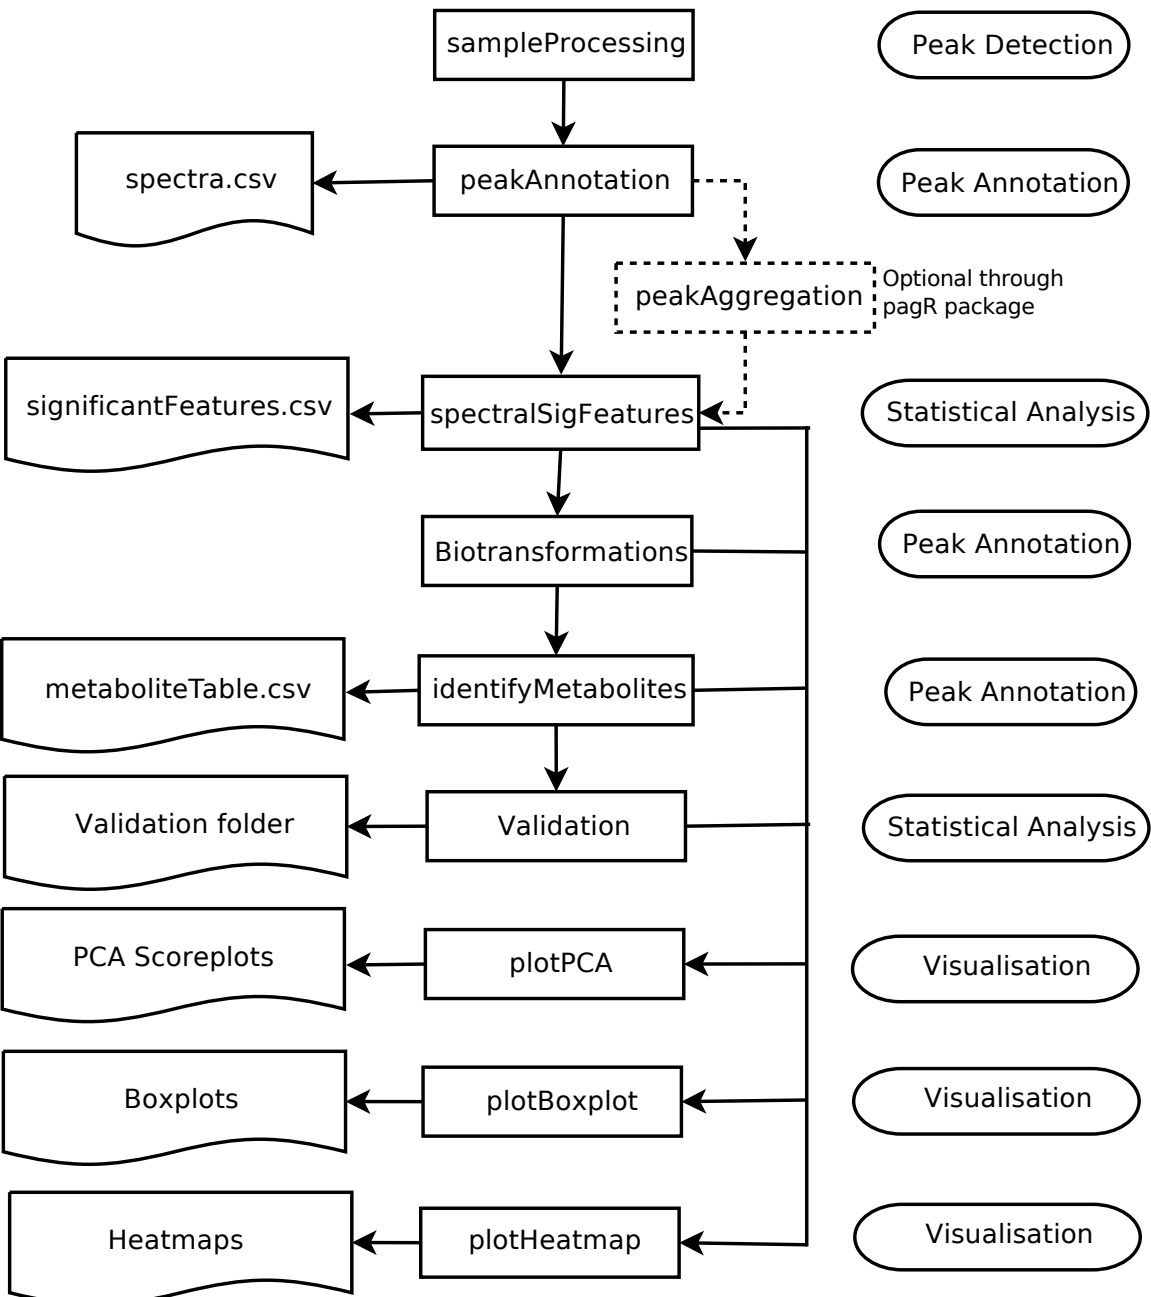 sampleProcessing
Peak Detection
spectra.csv
peakAnnotation
Peak Annotation
peakAggregation
Optional through
pagR package
significantFeatures.csv
spectralSigFeatures
Statistical Analysis
Biotransformations
Peak Annotation
metaboliteTable.csv
identifyMetabolites
Peak Annotation
Validation folder
Validation
Statistical Analysis
PCA Scoreplots
plotPCA
Visualisation
Boxplots
plotBoxplot
Visualisation
Heatmaps
plotHeatmap
Visualisation